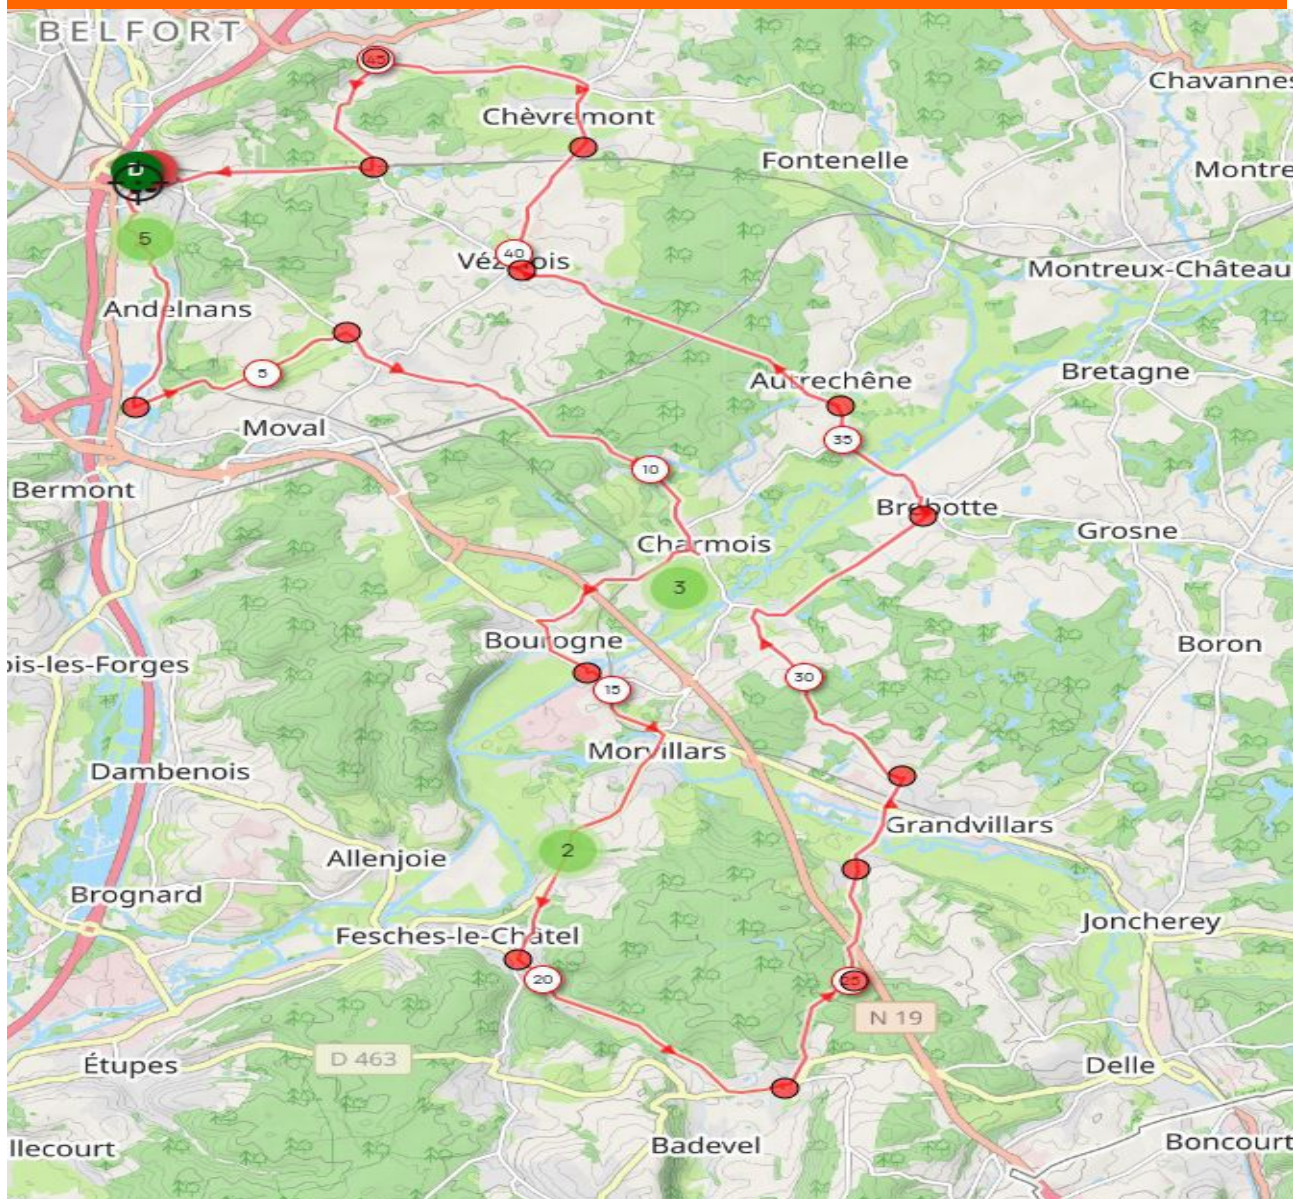 BELFORT
45
Chavannes
Chèvremont
Fontenelle
Montre
D
5
40
Vézelois
Montreux-Château
Andelnans
5
Autrechêne
Bretagne
Moval
35
10
Bermont
Brebotte
Grosne
Charmois
3
Bourogne
Boron
ois-les-Forges
30
15
Morvillars
Dambenois
Grandvillars
2
Allenjoie
Brognard
Joncherey
Fesches-le-Châtel
20
25
N 19
D 463
Étupes
Delle
Badevel
llecourt
Boncourt